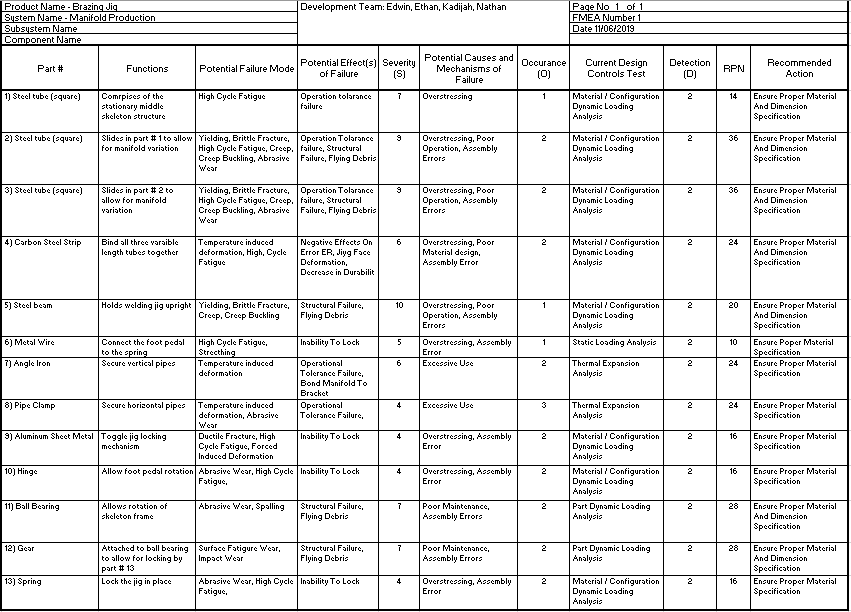 Product Name - Brazing Jig
Development Team: Edwin, Ethan, Kadijah, Nathan
Page No 1 of 1
System Name - Manifold Production
FMEA Number 1
Subsystem Name
Date 11/06/2019
Component Name
Part #
Functions
Potential Failure Mode
Potential Effect(s)
of Failure
Severity
(S)
Potential Causes and
Mechanisms of
Failure
Occurance
(O)
Current Design
Controls Test
Detection
(D)
RPN
Recommended
Action
1) Steel tube (square)
Comrpises of the
stationary middle
skeleton structure
High Cycle Fatigue
Operation tolarance
failure
7
Overstressing
1
Material / Configuration
Dynamic Loading
Analysis
2
14
Ensure Proper Material
And Dimension
Specification
2) Steel tube (square)
Slides in part # 1 to allow
for manifold variation
Yielding, Brittle Fracture,
High Cycle Fatigue, Creep,
Creep Buckling, Abrasive
Wear
Operation Tolarance
failure, Structural
Failure, Flying Debris
9
Overstressing, Poor
Operation, Assembly
Errors
2
Material / Configuration
Dynamic Loading
Analysis
2
36
Ensure Proper Material
And Dimension
Specification
3) Steel tube (square)
Slides in part # 2 to
allow for manifold
variation
Yielding, Brittle Fracture,
High Cycle Fatigue, Creep,
Creep Buckling, Abrasive
Wear
Operation Tolarance
failure, Structural
Failure, Flying Debris
9
Overstressing, Poor
Operation, Assembly
Errors
2
Material / Configuration
Dynamic Loading
Analysis
2
36
Ensure Proper Material
And Dimension
Specification
4) Carbon Steel Strip
Bind all three varaible
length tubes together
Temperature induced
deformation, High, Cycle
Fatigue
Negative Effects On
Error ER, Jiyg Face
Deformation,
Decrease in Durabilit
6
Overstressing, Poor
Material design,
Assembly Error
2
Material / Configuration
Dynamic Loading
Analysis
2
24
Ensure Proper Material
And Dimension
Specification
5) Steel beam
Holds welding jig upright
Yielding, Brittle Fracture,
Creep, Creep Buckling
Structural Failure,
Flying Debris
10
Overstressing, Poor
Operation, Assembly
Errors
1
Material / Configuration
Dynamic Loading
Analysis
2
20
Ensure Proper Material
And Dimension
Specification
6) Metal Wire
Connect the foot pedal
to the spring
High Cycle Fatigue,
Strecthing
Inability To Lock
5
Overstressing, Assembly
Error
1
Static Loading Analysis
2
10
Ensure Poper Material
Specification
7) Angle Iron
Secure vertical pipes
Temperature induced
deformation
Operational
Tolerance Failure,
Bond Manifold To
Bracket
6
Excessive Use
2
Thermal Expansion
Analysis
2
24
Ensure Proper Material
Specification
8) Pipe Clamp
Secure horizontal pipes
Temperature induced
deformation, Abrasive
Wear
Operational
Tolerance Failure,
4
Excessive Use
3
Thermal Expansion
Analysis
2
24
Ensure Proper Material
Specification
9) Aluminum Sheet Metal
Toggle jig locking
mechanism
Ductile Fracture, High
Cycle Fatigue, Forced
Induced Deformation
Inability To Lock
4
Overstressing, Assembly
Error
2
Material / Configuration
Dynamic Loading
Analysis
2
16
Ensure Proper Material
Specification
10) Hinge
Allow foot pedal rotation
Abrasive Wear, High Cycle
Fatigue,
Inability To Lock
4
Overstressing, Assembly
Error
2
Material / Configuration
Dynamic Loading
Analysis
2
16
Ensure Proper Material
Specification
11) Ball Bearing
Allows rotation of
skeleton frame
Abrasive Wear, Spalling
Structural Failure,
Flying Debris
7
Poor Maintenance,
Assembly Errors
2
Part Dynamic Loading
Analysis
2
28
Ensure Proper Material
And Dimension
Specification
12) Gear
Attached to ball bearing
to allow for locking by
part # 13
Surface Fatigue Wear,
Impact Wear
Structural Failure,
Flying Debris
7
Poor Maintenance,
Assembly Errors
2
Part Dynamic Loading
Analysis
2
28
Ensure Proper Material
And Dimension
Specification
13) Spring
Lock the jig in place
Abrasive Wear, High Cycle
Fatigue,
Inability To Lock
4
Overstressing, Assembly
Error
2
Material / Configuration
Dynamic Loading
Analysis
2
16
Ensure Proper Material
Specification